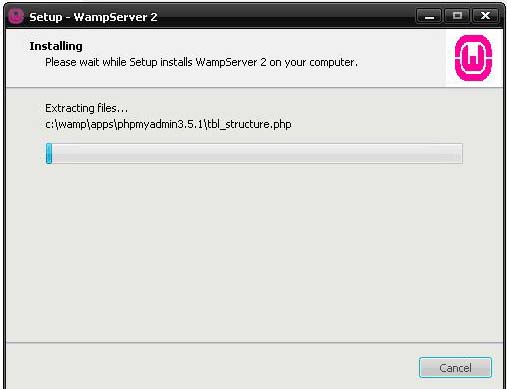 Setup - WampServer 2
Installing
Please wait while Setup installs WampServer 2 on your computer.
Extracting files...
c:\wamp\apps\phpmyadmin3.5.1\tbl_structure.php
Cancel